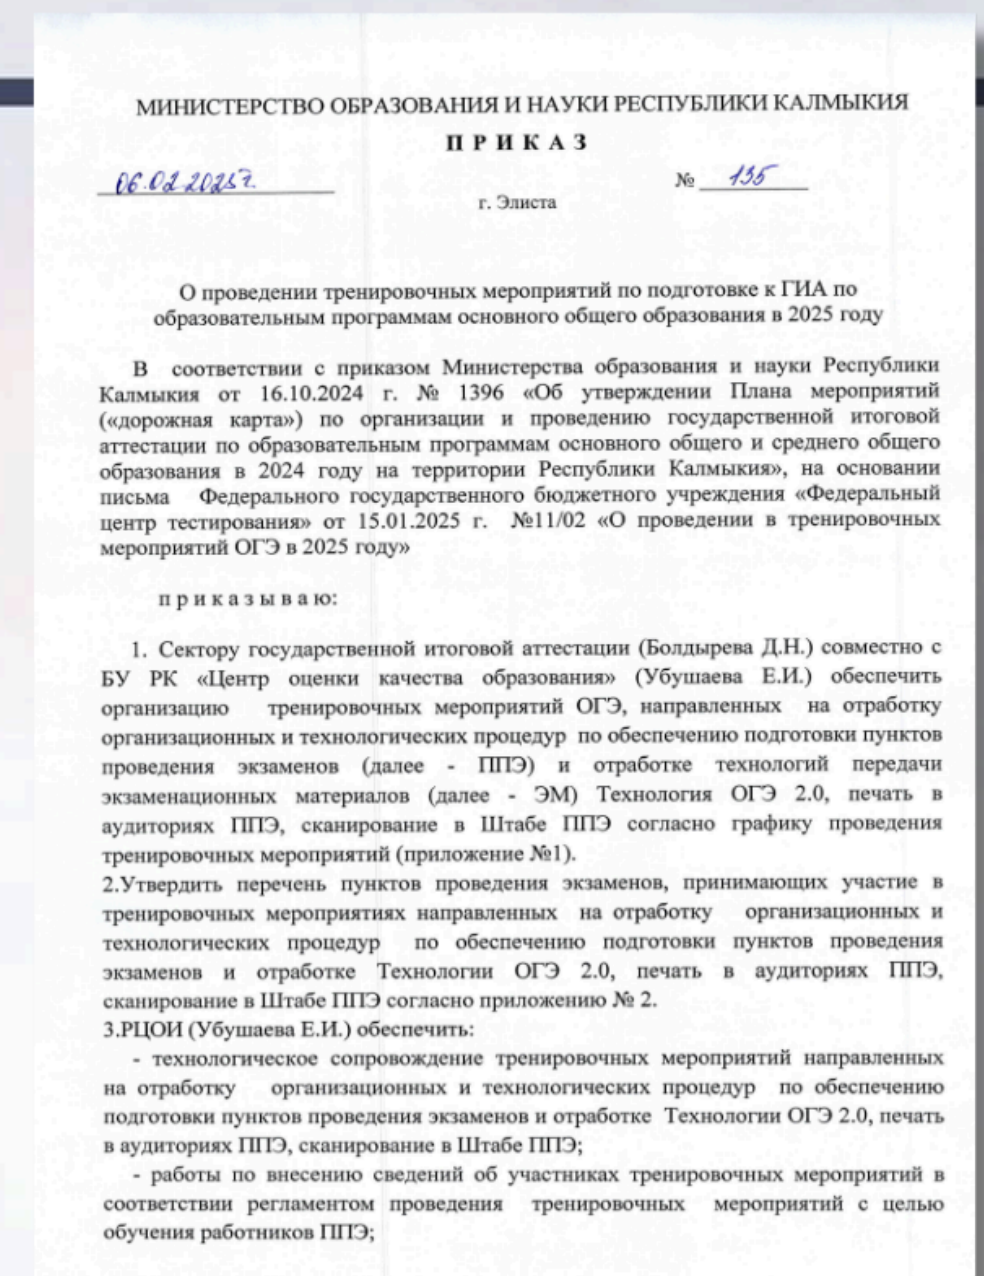 МИНИСТЕРСТВО ОБРАЗОВАНИЯ И НАУКИ РЕСПУБЛИКИ КАЛМЫКИЯ
П Р И К А З
06.02.2025г. № 135
г. Элиста
О проведении тренировочных мероприятий по подготовке к ГИА по
образовательным программам основного общего образования в 2025 году
В соответствии с приказом Министерства образования и науки Республики
Калмыкия от 16.10.2024 г. № 1396 «Об утверждении Плана мероприятий
(«дорожная карта») по организации и проведению государственной итоговой
аттестации по образовательным программам основного общего и среднего общего
образования в 2024 году на территории Республики Калмыкия», на основании
письма Федерального государственного бюджетного учреждения «Федеральный
центр тестирования» от 15.01.2025 г. №11/02 «О проведении в тренировочных
мероприятий ОГЭ в 2025 году»
п р и к а з ы в а ю:
1. Сектору государственной итоговой аттестации (Болдырева Д.Н.) совместно с
БУ РК «Центр оценки качества образования» (Убушаева Е.И.) обеспечить
организацию тренировочных мероприятий ОГЭ, направленных на отработку
организационных и технологических процедур по обеспечению подготовки пунктов
проведения экзаменов (далее - ППЭ) и отработке технологий передачи
экзаменационных материалов (далее - ЭМ) Технология ОГЭ 2.0, печать в
аудиториях ППЭ, сканирование в Штабе ППЭ согласно графику проведения
тренировочных мероприятий (приложение №1).
2.Утвердить перечень пунктов проведения экзаменов, принимающих участие в
тренировочных мероприятиях направленных на отработку организационных и
технологических процедур по обеспечению подготовки пунктов проведения
экзаменов и отработке Технологии ОГЭ 2.0, печать в аудиториях ППЭ,
сканирование в Штабе ППЭ согласно приложению № 2.
3.РЦОИ (Убушаева Е.И.) обеспечить:
- технологическое сопровождение тренировочных мероприятий направленных
на отработку организационных и технологических процедур по обеспечению
подготовки пунктов проведения экзаменов и отработке Технологии ОГЭ 2.0, печать
в аудиториях ППЭ, сканирование в Штабе ППЭ;
- работы по внесению сведений об участниках тренировочных мероприятий в
соответствии регламентом проведения тренировочных мероприятий с целью
обучения работников ППЭ;